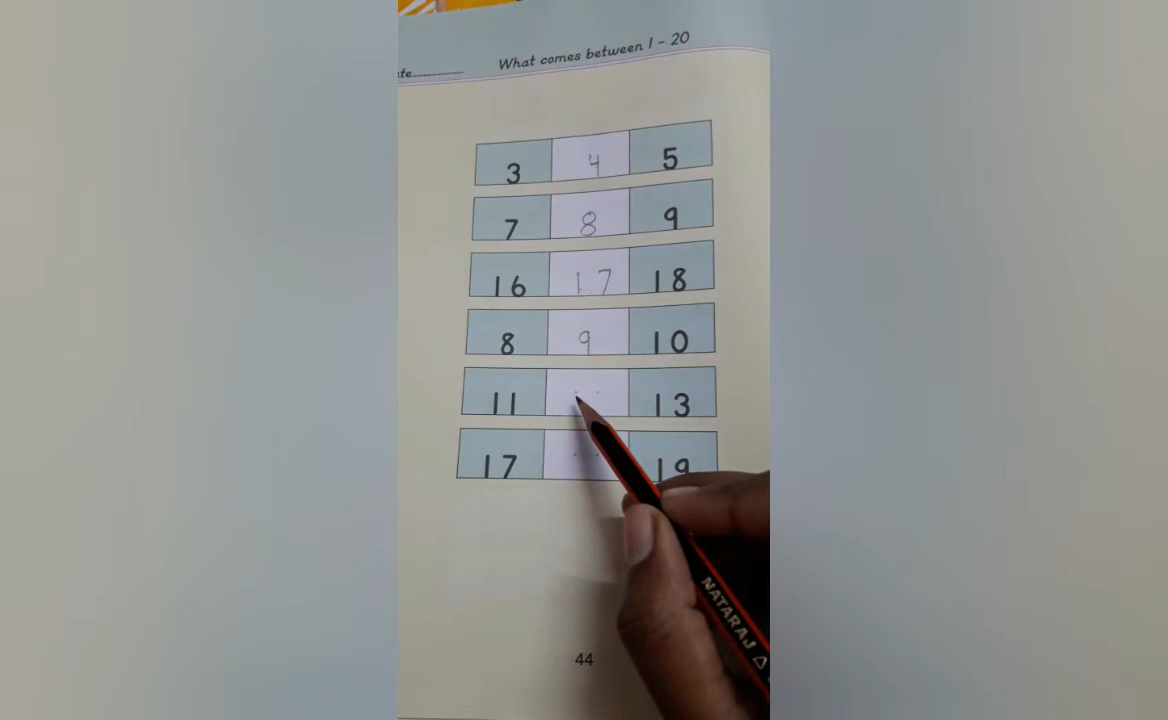 What comes between 1 - 20
ate....................
3 4 5
7 8 9
16 17 18
8 9 10
11 13
17 19
NATARAJ
44